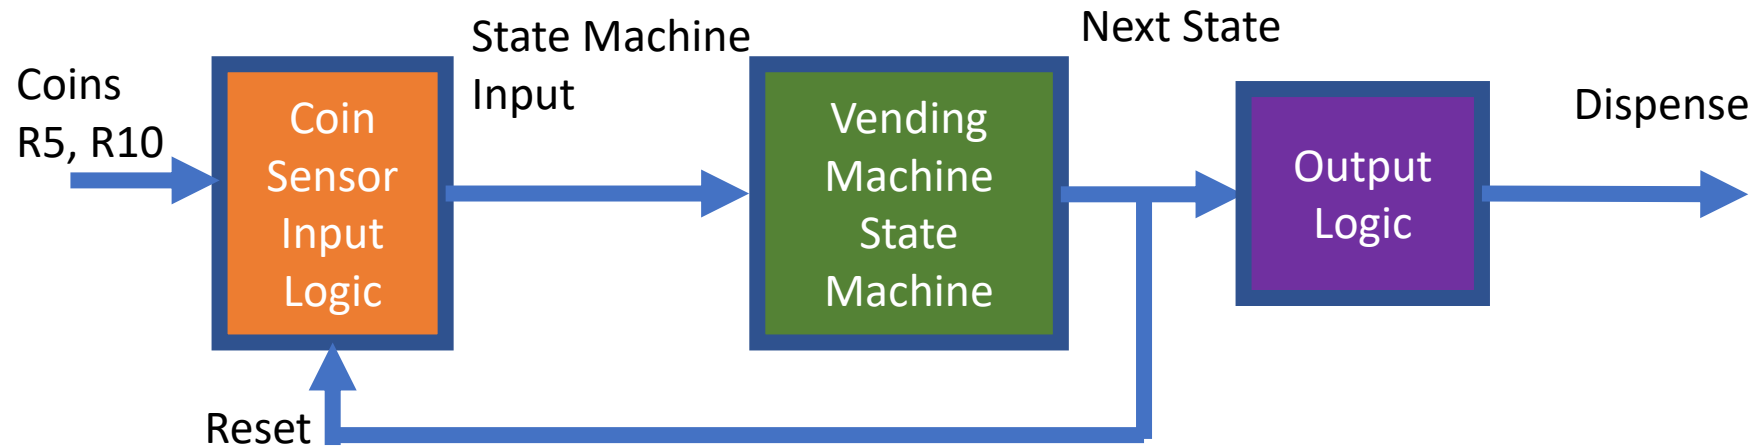 Coins
R5, R10
Coin
Sensor
Input
Logic
State Machine
Input
Vending
Machine
State
Machine
Next State
Output
Logic
Dispense
Reset